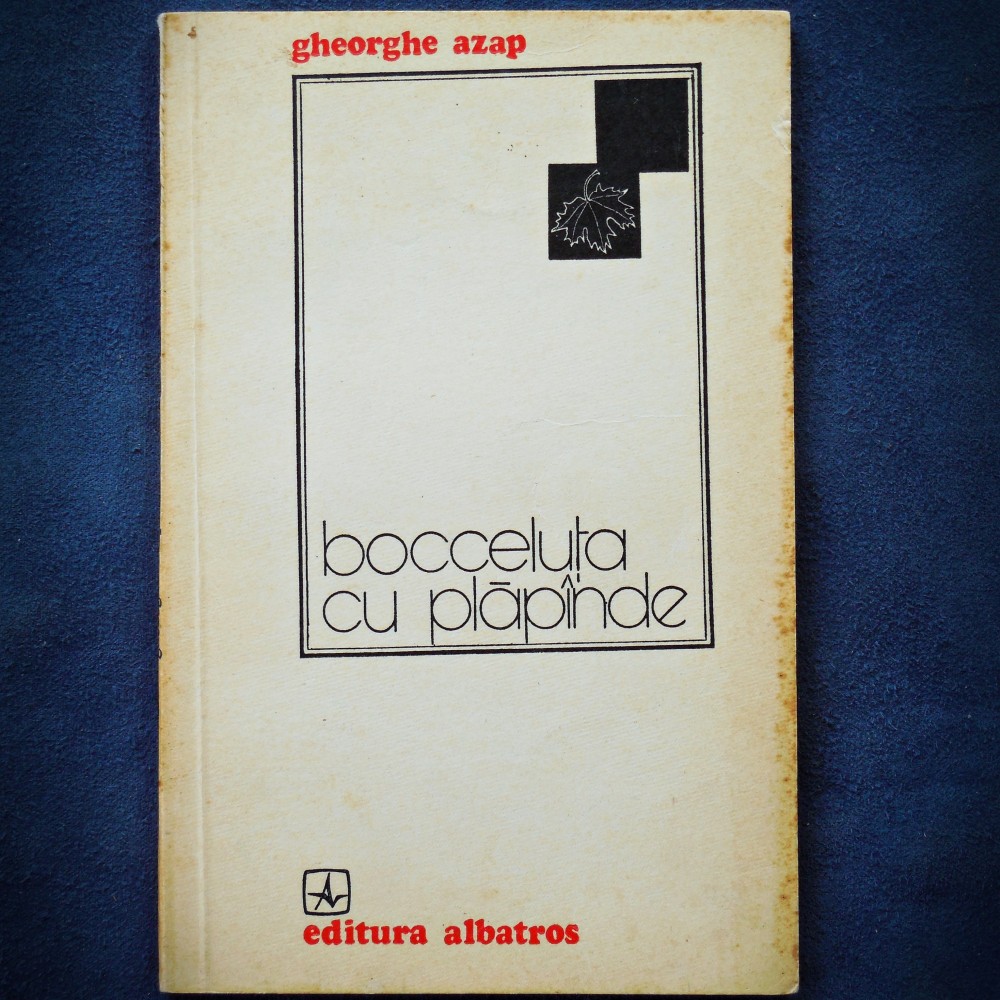 gheorghe azap
bocceluța
cu plăpînde
editura albatros